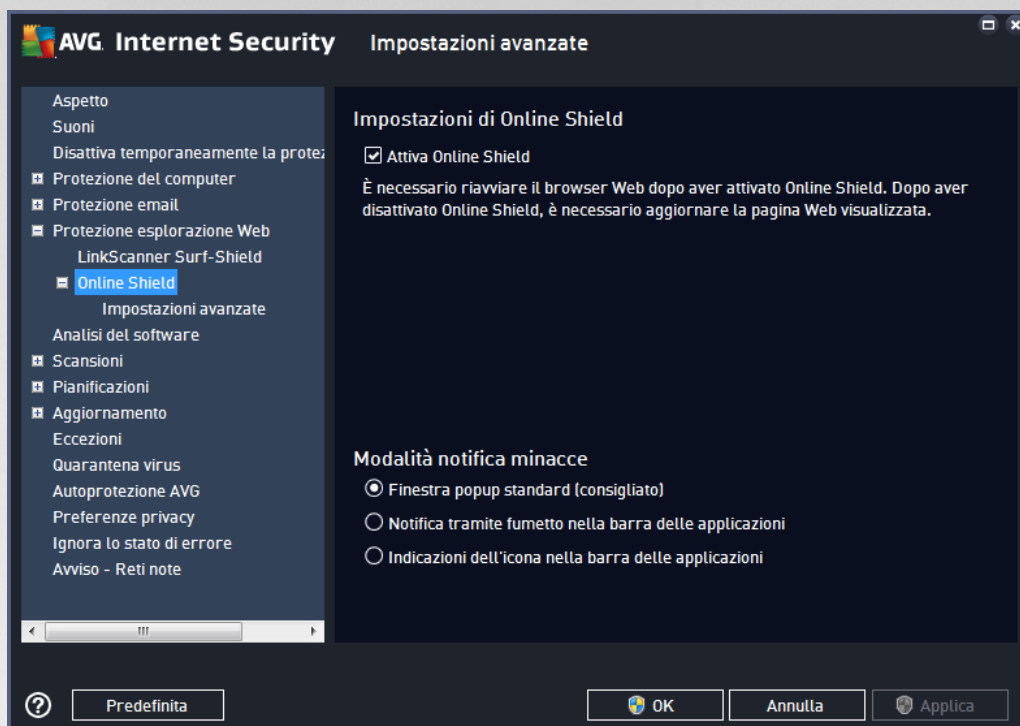 AVG. Internet Security
Impostazioni avanzate
Aspetto
Suoni
Disattiva temporaneamente la protez
Protezione del computer
Protezione email
Protezione esplorazione Web
LinkScanner Surf-Shield
Online Shield
Impostazioni avanzate
Analisi del software
Scansioni
Pianificazioni
Aggiornamento
Eccezioni
Quarantena virus
Autoprotezione AVG
Preferenze privacy
Ignora lo stato di errore
Avviso - Reti note
Impostazioni di Online Shield
Attiva Online Shield
È necessario riavviare il browser Web dopo aver attivato Online Shield. Dopo aver
disattivato Online Shield, è necessario aggiornare la pagina Web visualizzata.
Modalità notifica minacce
Finestra popup standard (consigliato)
Notifica tramite fumetto nella barra delle applicazioni
Indicazioni dell'icona nella barra delle applicazioni
Predefinita
OK
Annulla
Applica